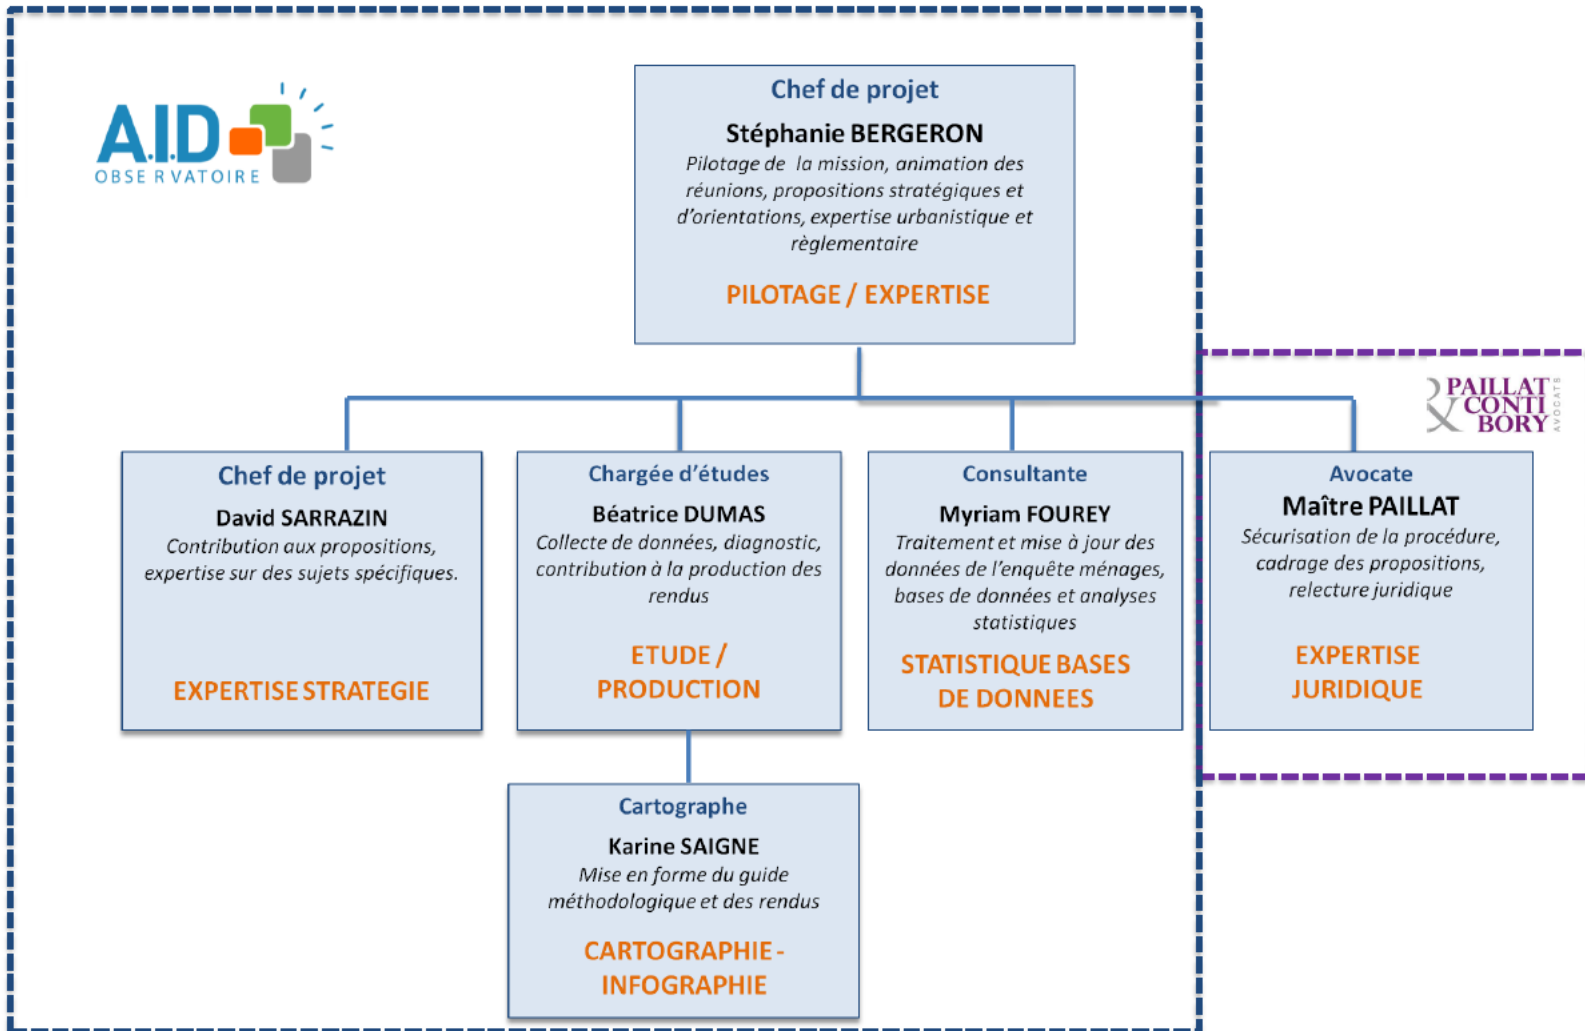 A.I.D
OBSERVATOIRE
Chef de projet
Stéphanie BERGERON
Pilotage de la mission, animation des
réunions, propositions stratégiques et
d'orientations, expertise urbanistique et
règlementaire
PILOTAGE / EXPERTISE
PAILLAT
&
CONTI
BORY
AVOCATS
Chef de projet
David SARRAZIN
Contribution aux propositions,
expertise sur des sujets spécifiques.
EXPERTISE STRATEGIE
Chargée d'études
Béatrice DUMAS
Collecte de données, diagnostic,
contribution à la production des
rendus
ETUDE /
PRODUCTION
Consultante
Myriam FOUREY
Traitement et mise à jour des
données de l'enquête ménages,
bases de données et analyses
statistiques
STATISTIQUE BASES
DE DONNEES
Avocate
Maître PAILLAT
Sécurisation de la procédure,
cadrage des propositions,
relecture juridique
EXPERTISE
JURIDIQUE
Cartographe
Karine SAIGNE
Mise en forme du guide
méthodologique et des rendus
CARTOGRAPHIE -
INFOGRAPHIE